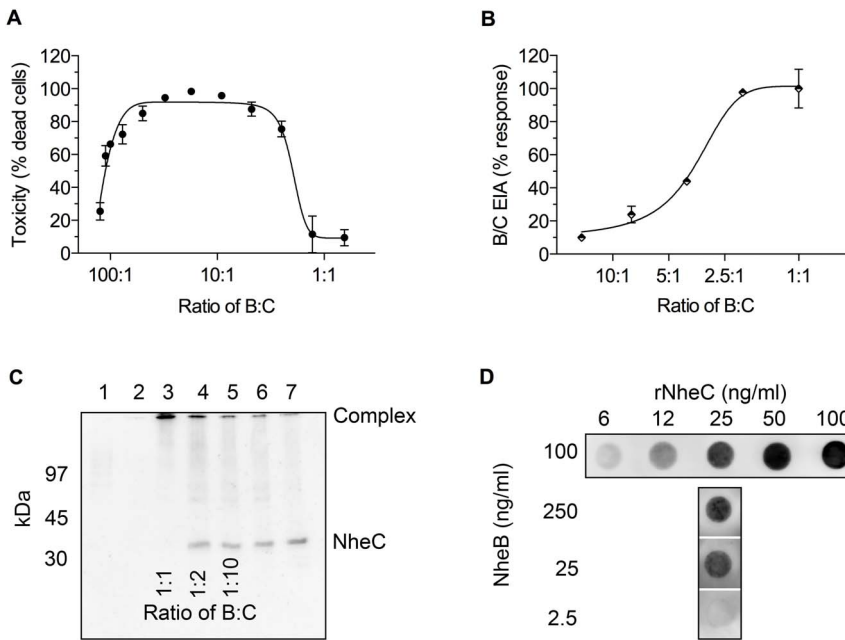 A
Toxicity (% dead cells)
120
100
80
60
40
20
0
100:1 10:1 1:1
Ratio of B:C
B
B/C EIA (% response)
120
100
80
60
40
20
0
10:1 5:1 2.5:1 1:1
Ratio of B:C
C
1 2 3 4 5 6 7
Complex
kDa
97
45
30
NheC
1:1 1:2 1:10
Ratio of B:C
D
rNheC (ng/ml)
6 12 25 50 100
NheB (ng/ml)
100
250
25
2.5